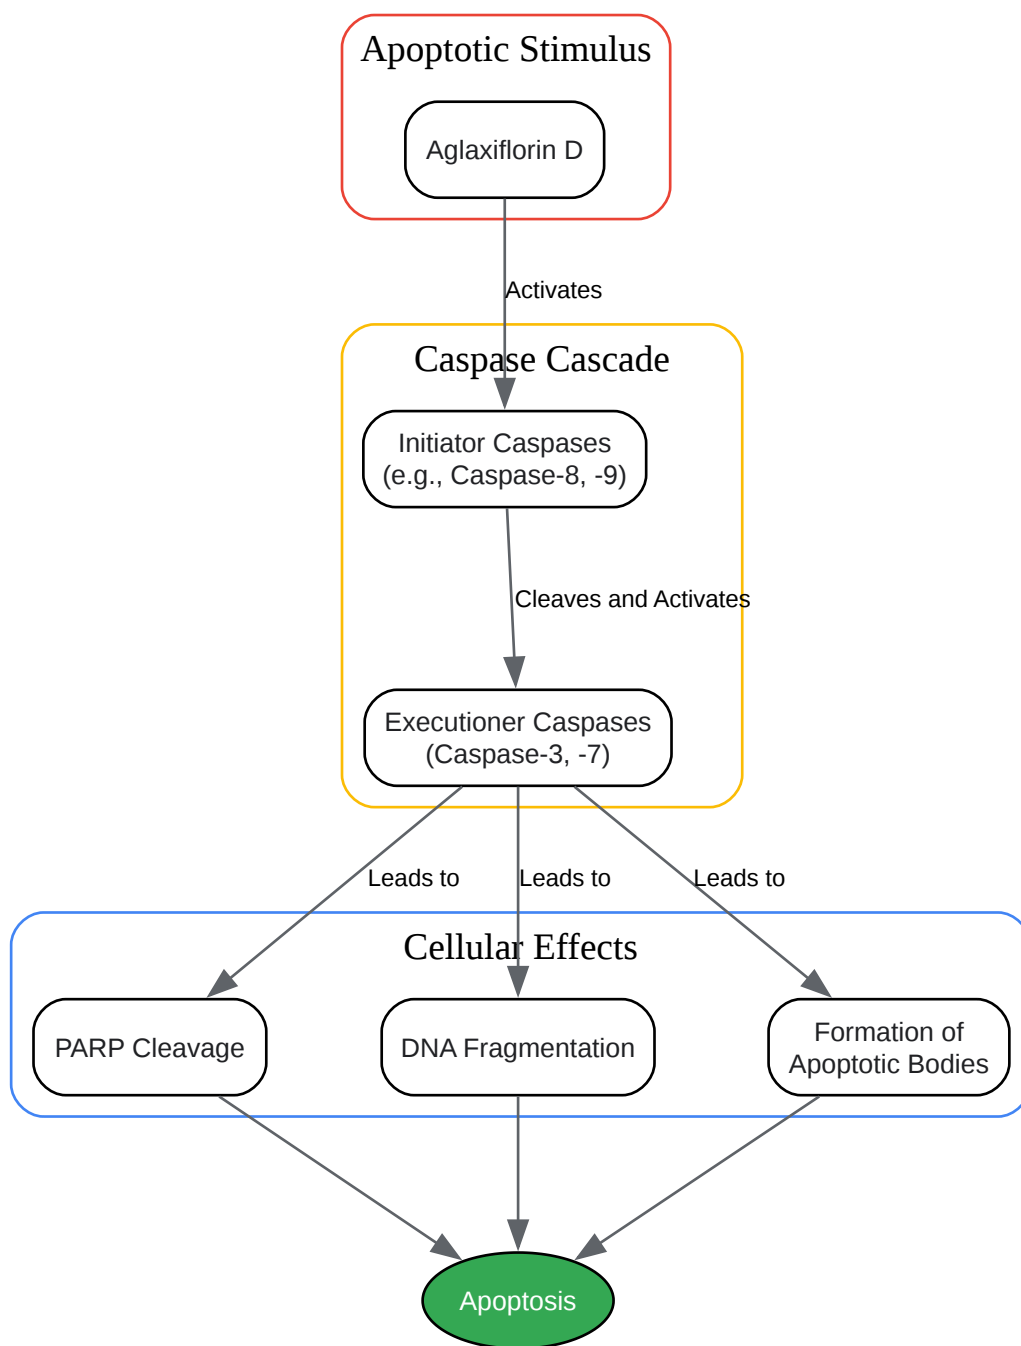 Apoptotic Stimulus
Aglaxiflorin D
Activates
Caspase Cascade
Initiator Caspases
(e.g., Caspase-8, -9)
Cleaves and Activates
Executioner Caspases
(Caspase-3, -7)
Leads to
Leads to
Leads to
Cellular Effects
PARP Cleavage
DNA Fragmentation
Formation of
Apoptotic Bodies
Apoptosis